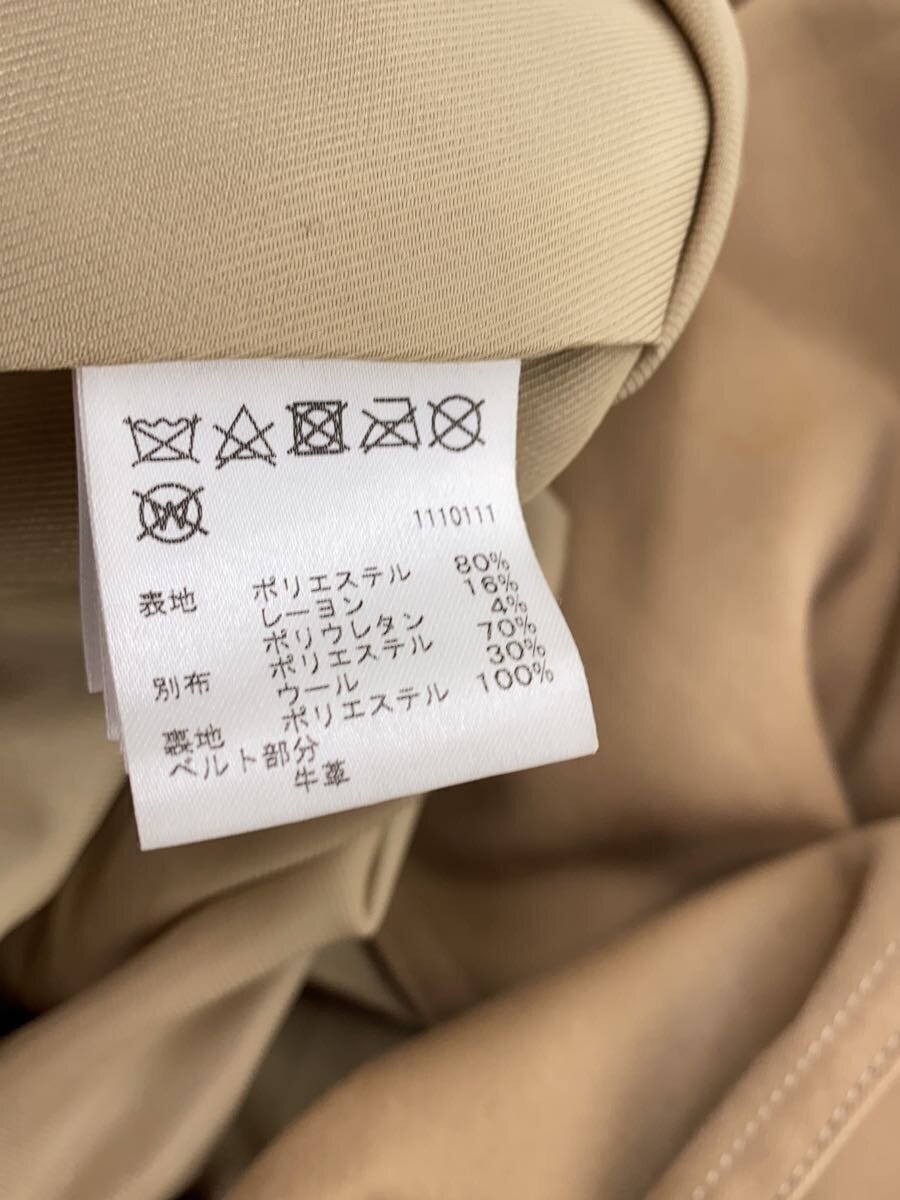 W
1110111
表地 ポリエステル 80%
レーヨン 16%
ポリウレタン 4%
別布 ポリエステル 70%
ウール 30%
裏地 ポリエステル 100%
ベルト部分
牛革